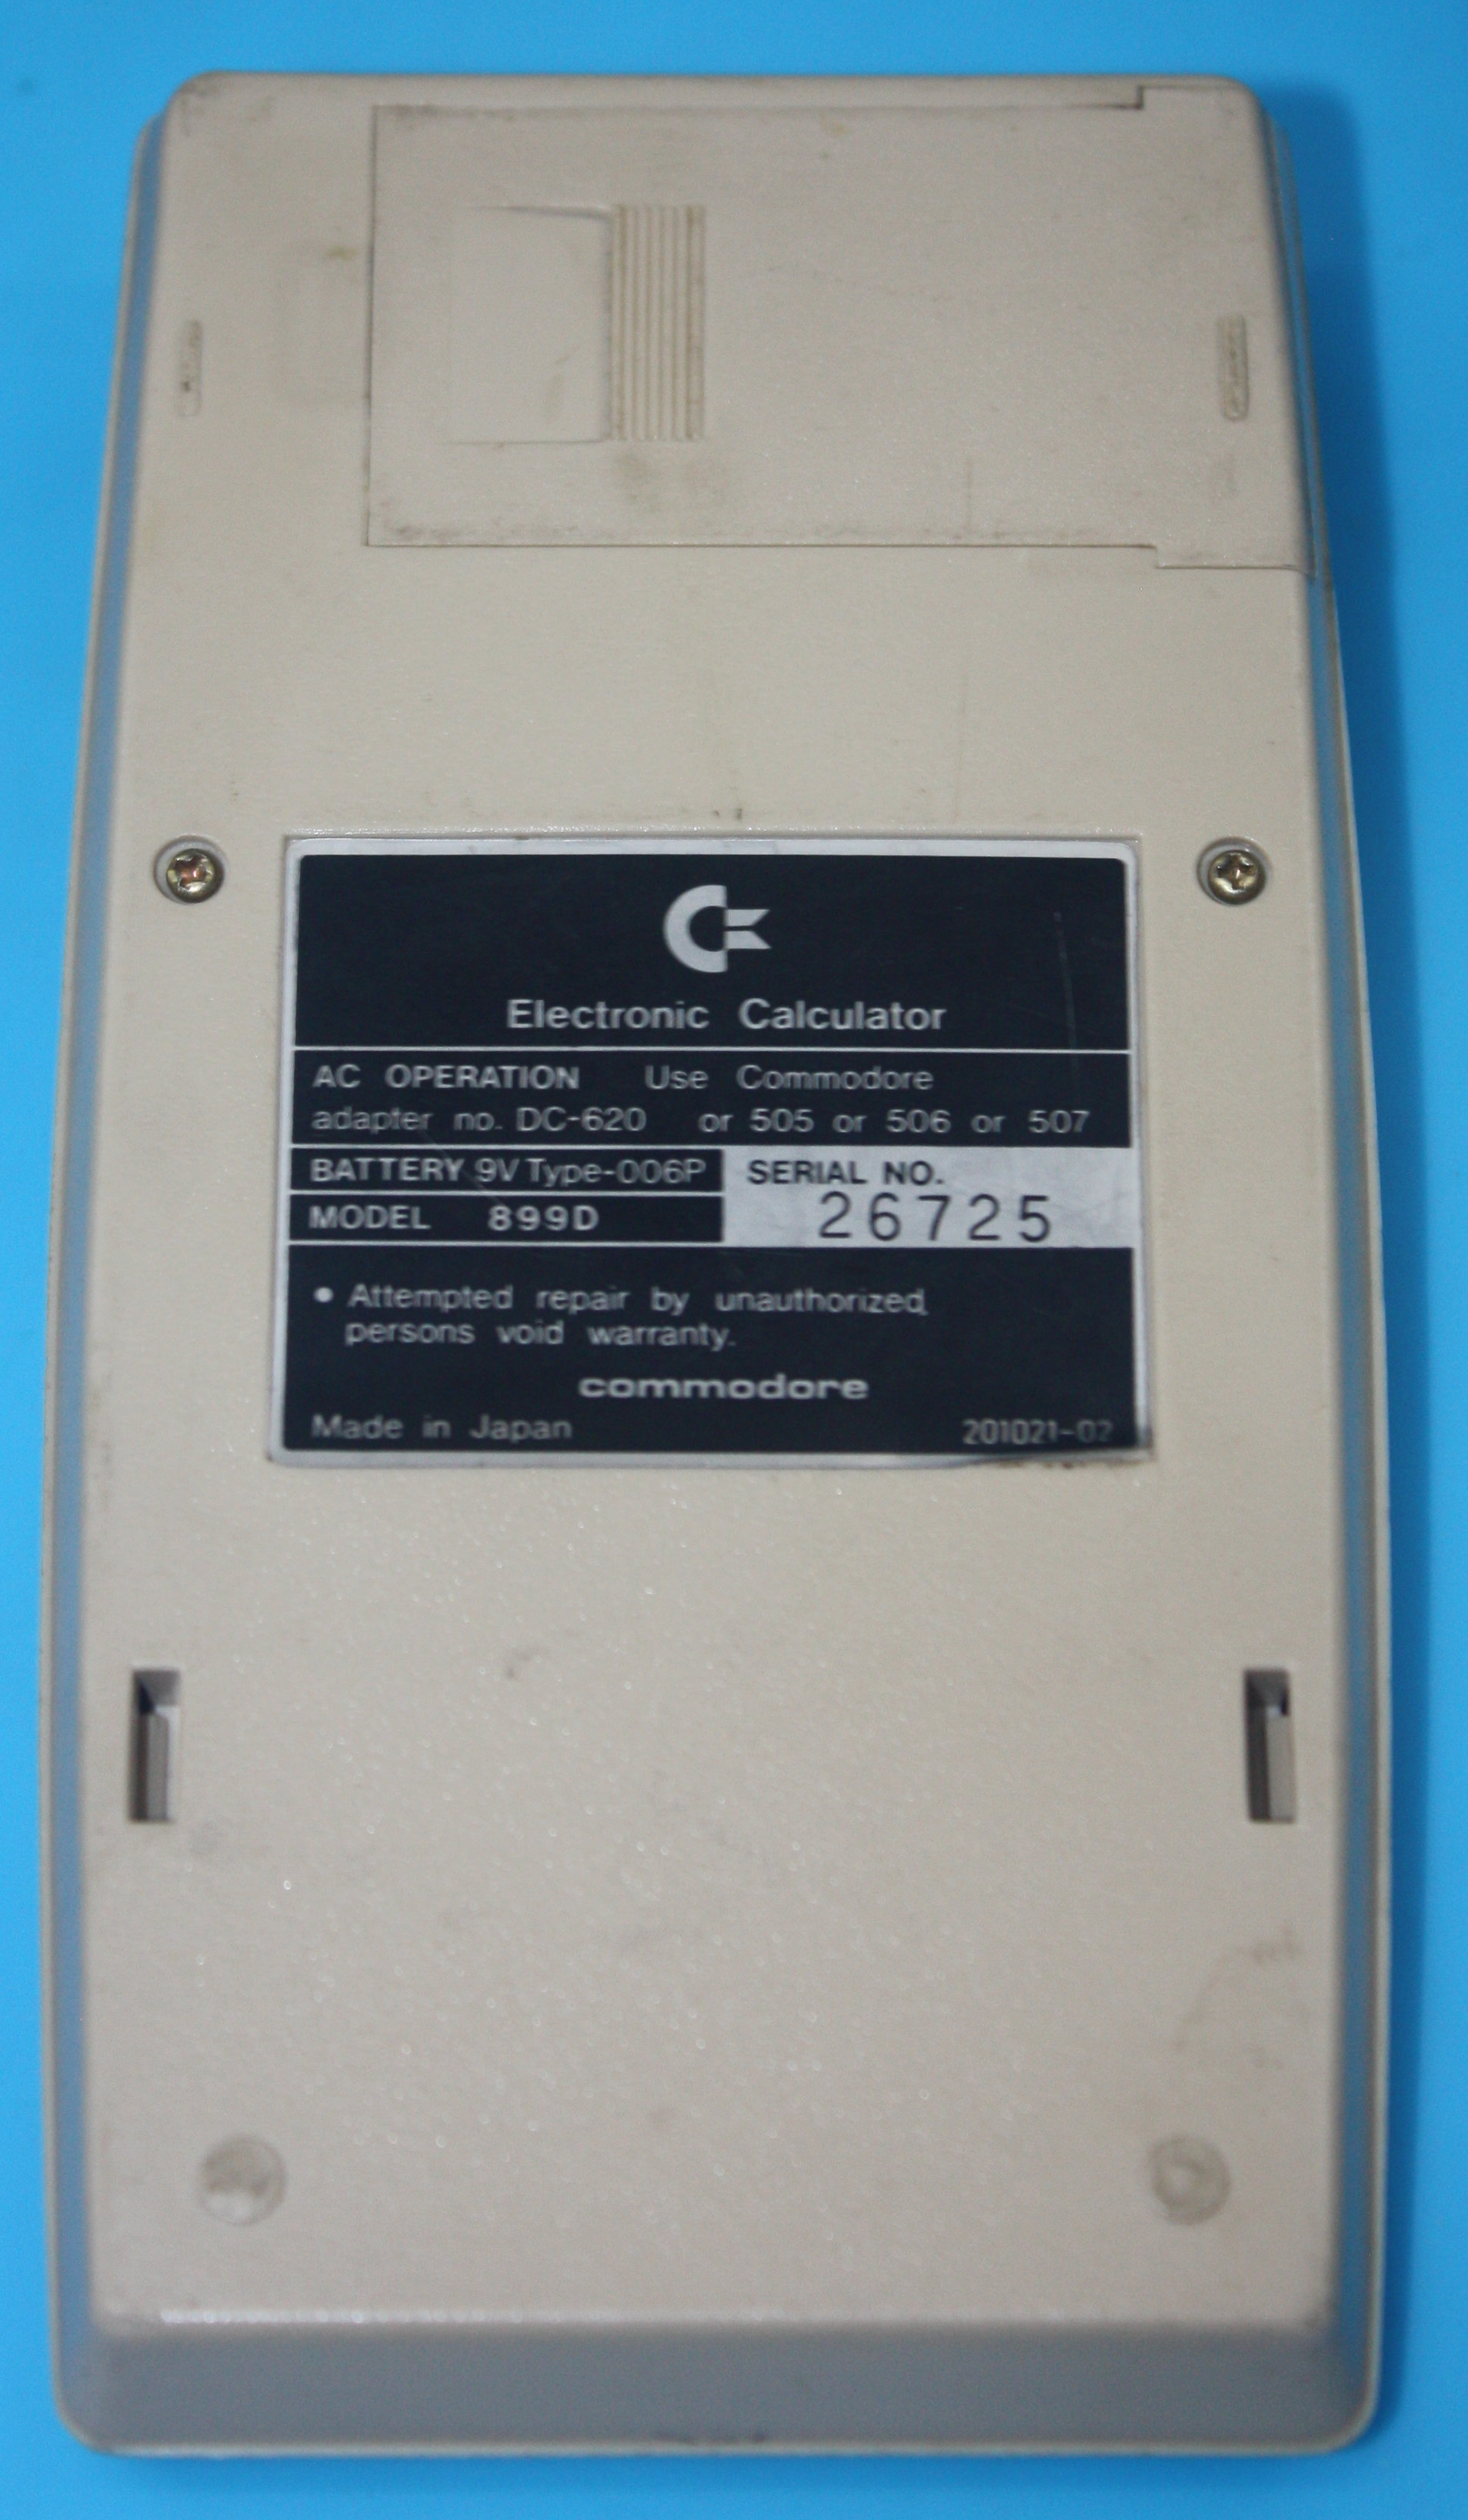 Electronic Calculator
AC OPERATION Use Commodore
adapter no. DC-620 or 505 or 506 or 507
BATTERY 9V Type-006P
SERIAL NO.
26725
MODEL 899D
• Attempted repair by unauthorized
persons void warranty.
commodore
Made in Japan 201021-02